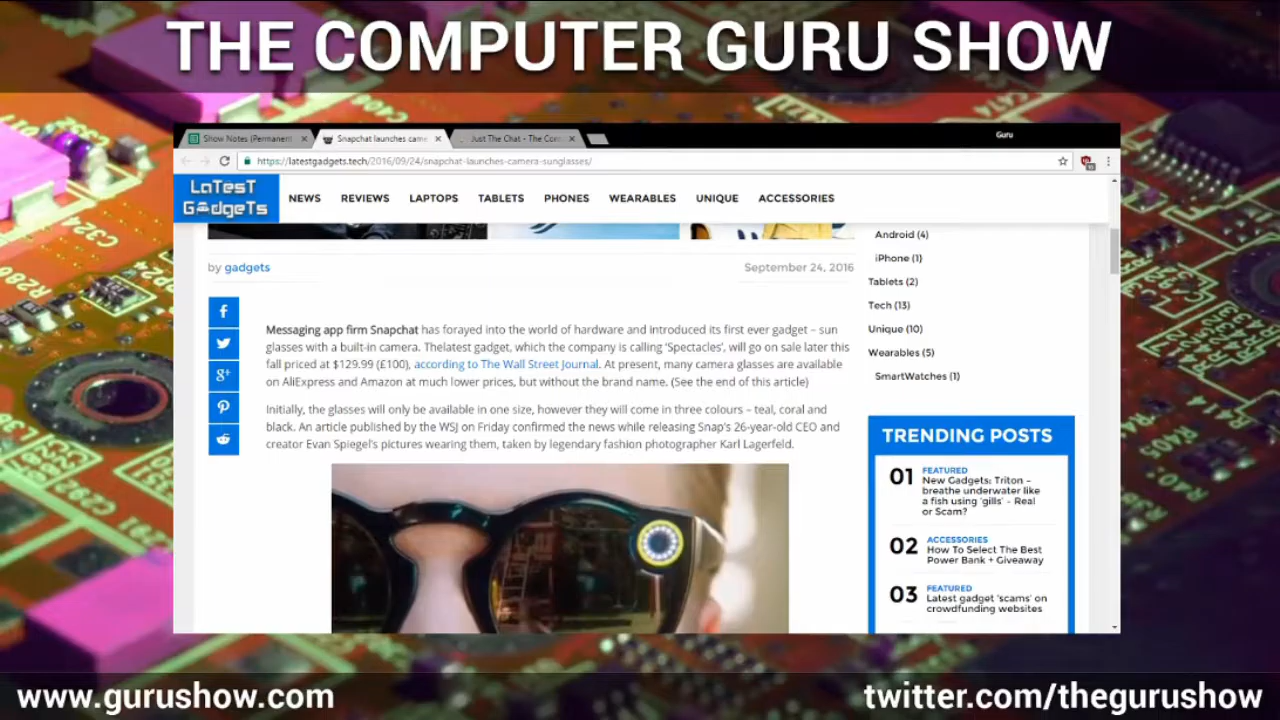 THE COMPUTER GURU SHOW
Show Notes (Permanent
Snapchat launches came
Just The Chat - The Com
Guru
https://latestgadgets.tech/2016/09/24/snapchat-launches-camera-sunglasses/
LaTesT
GadgeTs
NEWS REVIEWS LAPTOPS TABLETS PHONES WEARABLES UNIQUE ACCESSORIES
by gadgets
September 24, 2016
Messaging app firm Snapchat has forayed into the world of hardware and introduced its first ever gadget – sun
glasses with a built-in camera. Thelatest gadget, which the company is calling ‘Spectacles’, will go on sale later this
fall priced at $129.99 (£100), according to The Wall Street Journal. At present, many camera glasses are available
on AliExpress and Amazon at much lower prices, but without the brand name. (See the end of this article)
Initially, the glasses will only be available in one size, however they will come in three colours – teal, coral and
black. An article published by the WSJ on Friday confirmed the news while releasing Snap's 26-year-old CEO and
creator Evan Spiegel's pictures wearing them, taken by legendary fashion photographer Karl Lagerfeld.
Android (4)
iPhone (1)
Tablets (2)
Tech (13)
Unique (10)
Wearables (5)
SmartWatches (1)
TRENDING POSTS
01 FEATURED
New Gadgets: Triton –
breathe underwater like
a fish using 'gills' - Real
or Scam?
02 ACCESSORIES
How To Select The Best
Power Bank + Giveaway
03 FEATURED
Latest gadget 'scams' on
crowdfunding websites
C324
R286
C291
C292
www.gurushow.com
twitter.com/thegurushow